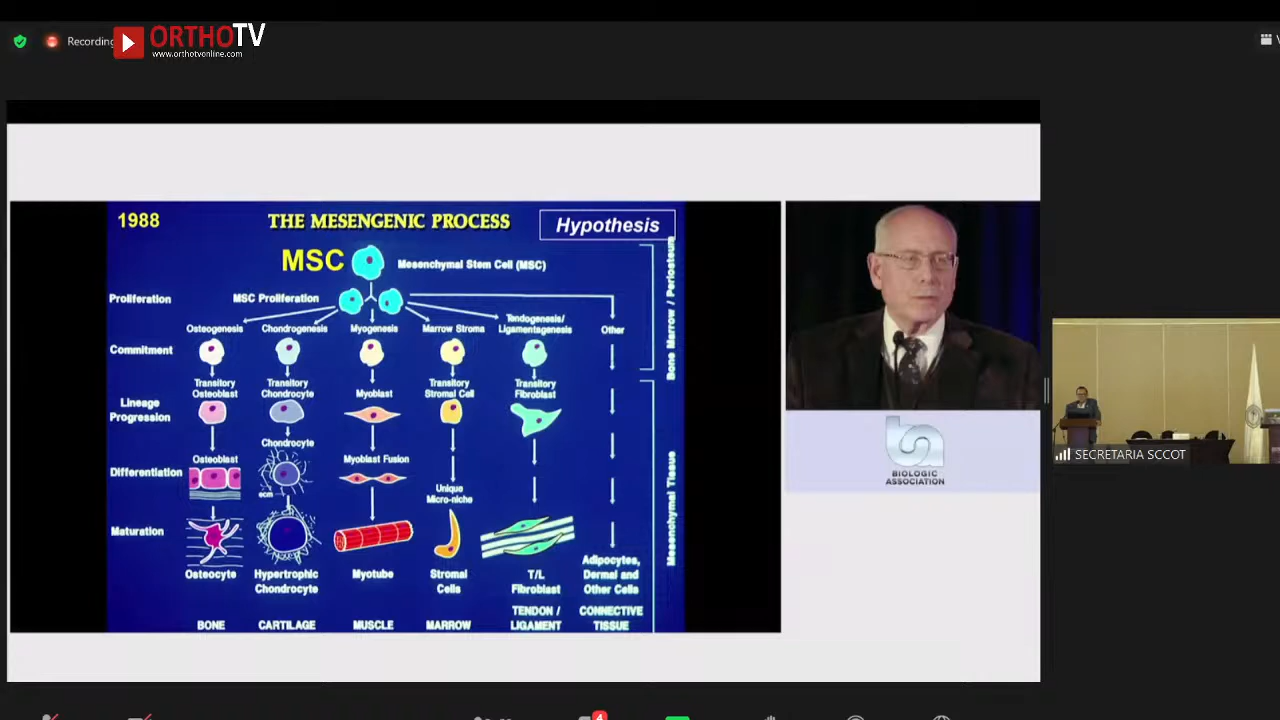 Recording
ORTHOTV
www.orthotvonline.com
1988
THE MESENGENIC PROCESS
Hypothesis
MSC
Mesenchymal Stem Cell (MSC)
Proliferation
MSC Proliferation
Osteogenesis
Chondrogenesis
Myogenesis
Marrow Stroma
Tendogenesis/
Ligamentagenesis
Other
Commitment
Transitory
Osteoblast
Transitory
Chondrocyte
Myoblast
Transitory
Stromal Cell
Transitory
Fibroblast
Lineage
Progression
Chondrocyte
Osteoblast
Myoblast Fusion
Differentiation
ecm
Unique
Micro-niche
Maturation
Osteocyte
Hypertrophic
Chondrocyte
Myotube
Stromal
Cells
T/L
Fibroblast
Adipocytes,
Dermal and
Other Cells
BONE
CARTILAGE
MUSCLE
MARROW
TENDON /
LIGAMENT
CONNECTIVE
TISSUE
Bone Marrow / Periosteum
Mesenchymal Tissue
BIOLOGIC
ASSOCIATION
SECRETARIA SCCOT
4